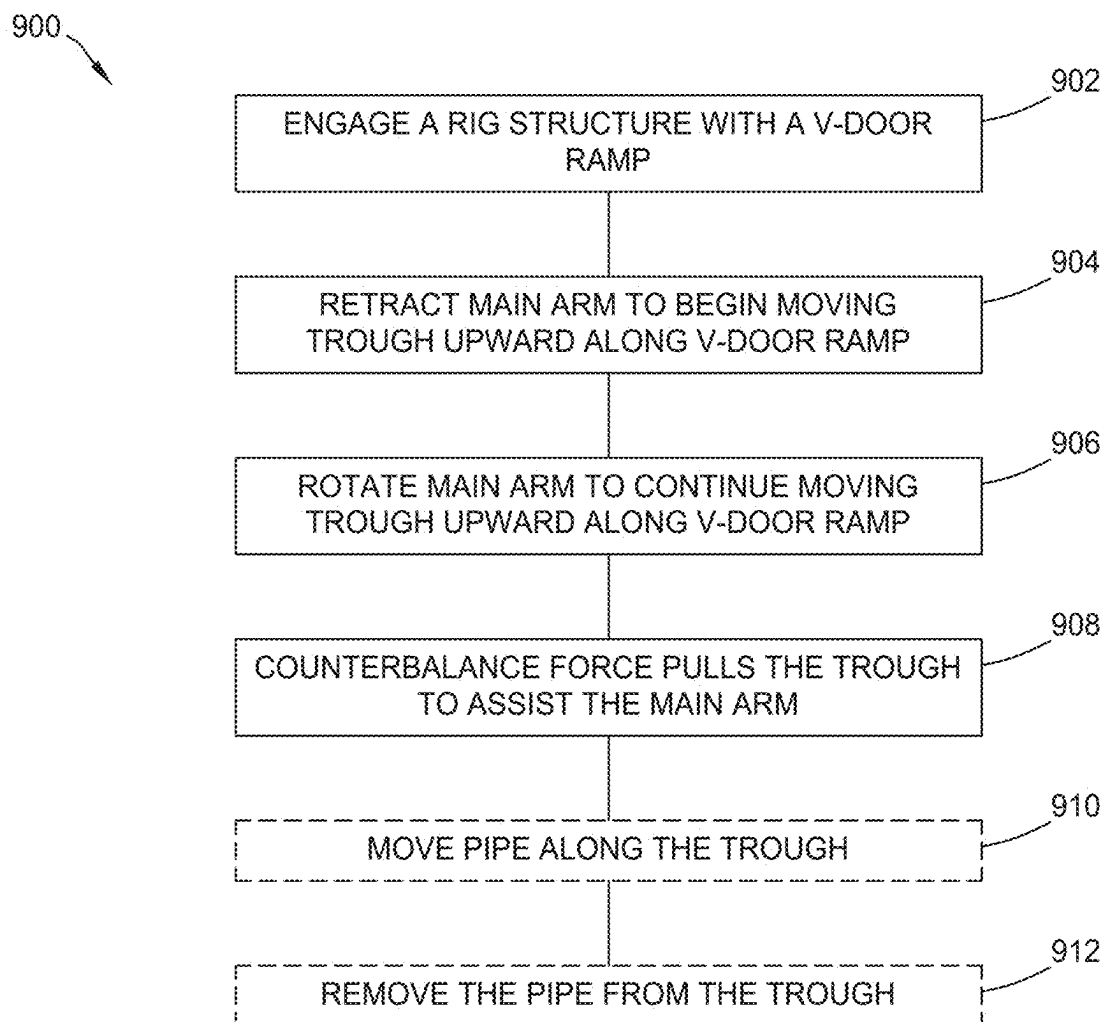 900
902
ENGAGE A RIG STRUCTURE WITH A V-DOOR
RAMP
904
RETRACT MAIN ARM TO BEGIN MOVING
TROUGH UPWARD ALONG V-DOOR RAMP
906
ROTATE MAIN ARM TO CONTINUE MOVING
TROUGH UPWARD ALONG V-DOOR RAMP
908
COUNTERBALANCE FORCE PULLS THE TROUGH
TO ASSIST THE MAIN ARM
910
MOVE PIPE ALONG THE TROUGH
912
REMOVE THE PIPE FROM THE TROUGH